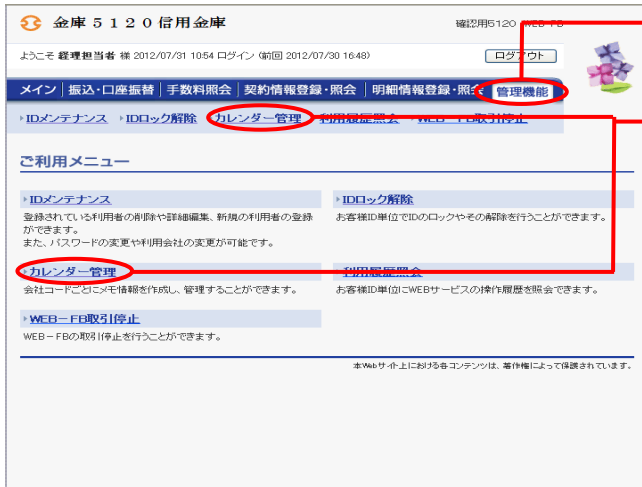 金庫５１２０信用金庫
確認用5120 WEB-FB
ようこそ 経理担当者 様 2012/07/31 10:54 ログイン (前回 2012/07/30 16:48)
ログアウト
メイン 振込・口座振替 手数料照会 契約情報登録・照会 明細情報登録・照会 管理機能
IDメンテナンス IDロック解除 カレンダー管理 利用履歴照会 WEB－FB取引停止
ご利用メニュー
IDメンテナンス
登録されている利用者の削除や詳細編集、新規の利用者の登録
ができます。
また、パスワードの変更や利用会社の変更が可能です。
IDロック解除
お客様ID単位でIDのロックやその解除を行うことができます。
カレンダー管理
会社コードごとにメモ情報を作成し、管理することができます。
利用履歴照会
お客様ID単位にWEBサービスの操作履歴を照会できます。
WEB－FB取引停止
WEB－FBの取引停止を行うことができます。
本Webサイト上における各コンテンツは、著作権によって保護されています。